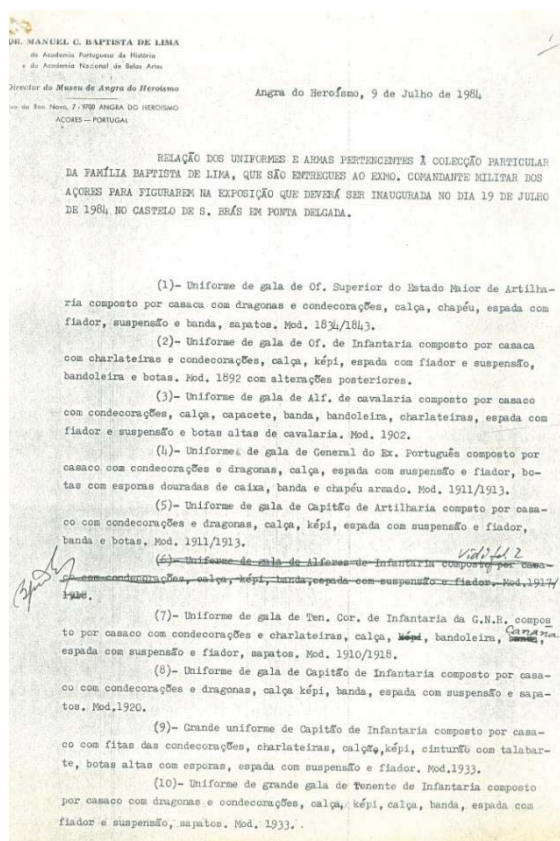 DR. MANUEL C. BAPTISTA DE LIMA
da Academia Portuguesa de História
e da Academia Nacional de Belas Artes
Director do Museu de Angra do Heroísmo
da Boa Nova, 7 - 9700 ANGRA DO HEROISMO
AÇORES — PORTUGAL
1
Angra do Heroísmo, 9 de Julho de 1984
RELAÇÃO DOS UNIFORMES E ARMAS PERTENCENTES À COLECÇÃO PARTICULAR
DA FAMÍLIA BAPTISTA DE LIMA, QUE SÃO ENTREGUES AO EXMO. COMANDANTE MILITAR DOS
AÇORES PARA FIGURAREM NA EXPOSIÇÃO QUE DEVERÁ SER INAUGURADA NO DIA 19 DE JULHO
DE 1984 NO CASTELO DE S. BRÁS EM PONTA DELGADA.
(1)- Uniforme de gala de Of. Superior do Estado Maior de Artilha-
ria composto por casaca com dragonas e condecorações, calça, chapéu, espada com
fiador, suspensão e banda, sapatos. Mod. 1834/1843.
(2)- Uniforme de gala de Of. de Infantaria composto por casaca
com charlateiras e condecorações, calça, képi, espada com fiador e suspensão,
bandoleira e botas. Mod. 1892 com alterações posteriores.
(3)- Uniforme de gala de Alf. de cavalaria composto por casaco
com condecorações, calça, capacete, banda, bandoleira, charlateiras, espada com
fiador e suspensão e botas altas de cavalaria. Mod. 1902.
(4)- Uniforme de gala de General do Ex. Português composto por
casaco com condecorações e dragonas, calça, espada com suspensão e fiador, bo-
tas com esporas douradas de caixa, banda e chapéu armado. Mod. 1911/1913.
(5)- Uniforme de gala de Capitão de Artilharia compsto por casa-
co com condecorações e dragonas, calça, képi, espada com suspensão e fiador,
banda e botas. Mod. 1911/1913.
Vidé fol. 2
(6)- Uniforme de gala de Alferes de Infantaria composto por casa-
co com condecorações, calça, képi, banda,espada com suspensão e fiador. Mod.1917/
1918.
(7)- Uniforme de gala de Ten. Cor. de Infantaria da G.N.R. compos
to por casaco com condecorações e charlateiras, calça, képi, bandoleira, Canana,
espada com suspensão e fiador, sapatos. Mod. 1910/1918.
(8)- Uniforme de gala de Capitão de Infantaria composto por casa-
co com condecorações e dragonas, calça képi, banda, espada com suspensão e sapa-
tos. Mod.1920.
(9)- Grande uniforme de Capitão de Infantaria composto por casa-
co com fitas das condecorações, charlateiras, calção,képi, cinturão com talabar-
te, botas altas com esporas, espada com suspensão e fiador. Mod.1933.
(10)- Uniforme de grande gala de Tenente de Infantaria composto
por casaco com dragonas e condecorações, calça, képi, calça, banda, espada com
fiador e suspensão, sapatos. Mod. 1933.